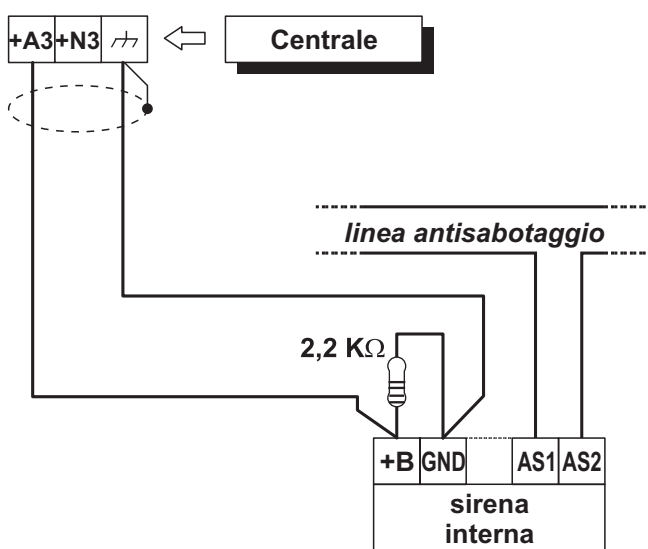 +A3 +N3
Centrale
linea antisabotaggio
2,2 KΩ
+B GND AS1 AS2
sirena
interna